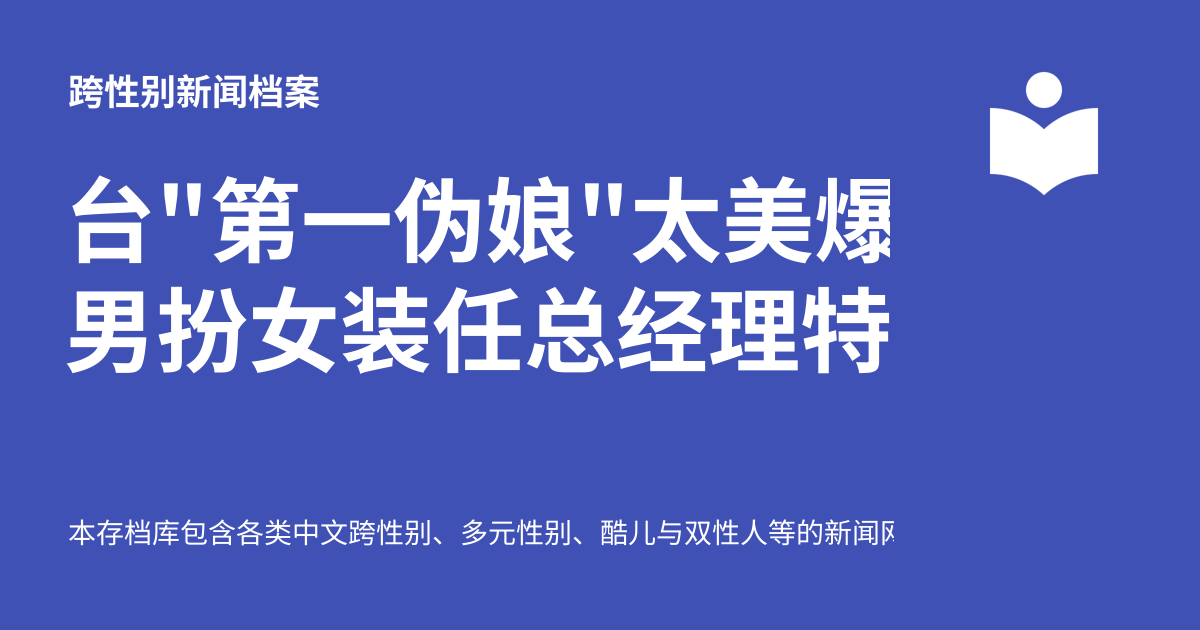 跨性别新闻档案
台"第一伪娘"太美爆
男扮女装任总经理特
本存档库包含各类中文跨性别、多元性别、酷儿与双性人等的新闻网